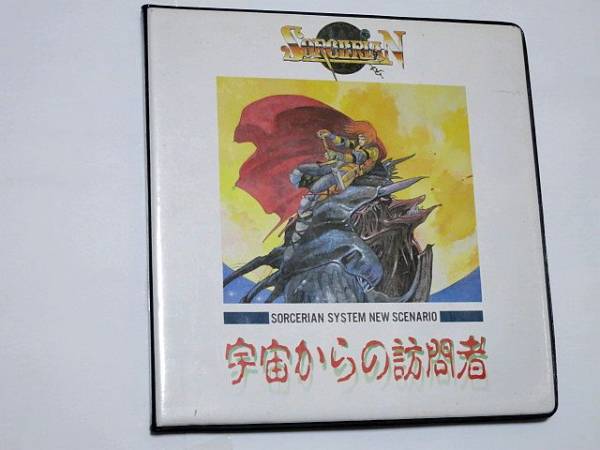 SORCERIAN
SORCERIAN SYSTEM NEW SCENARIO
宇宙からの訪問者